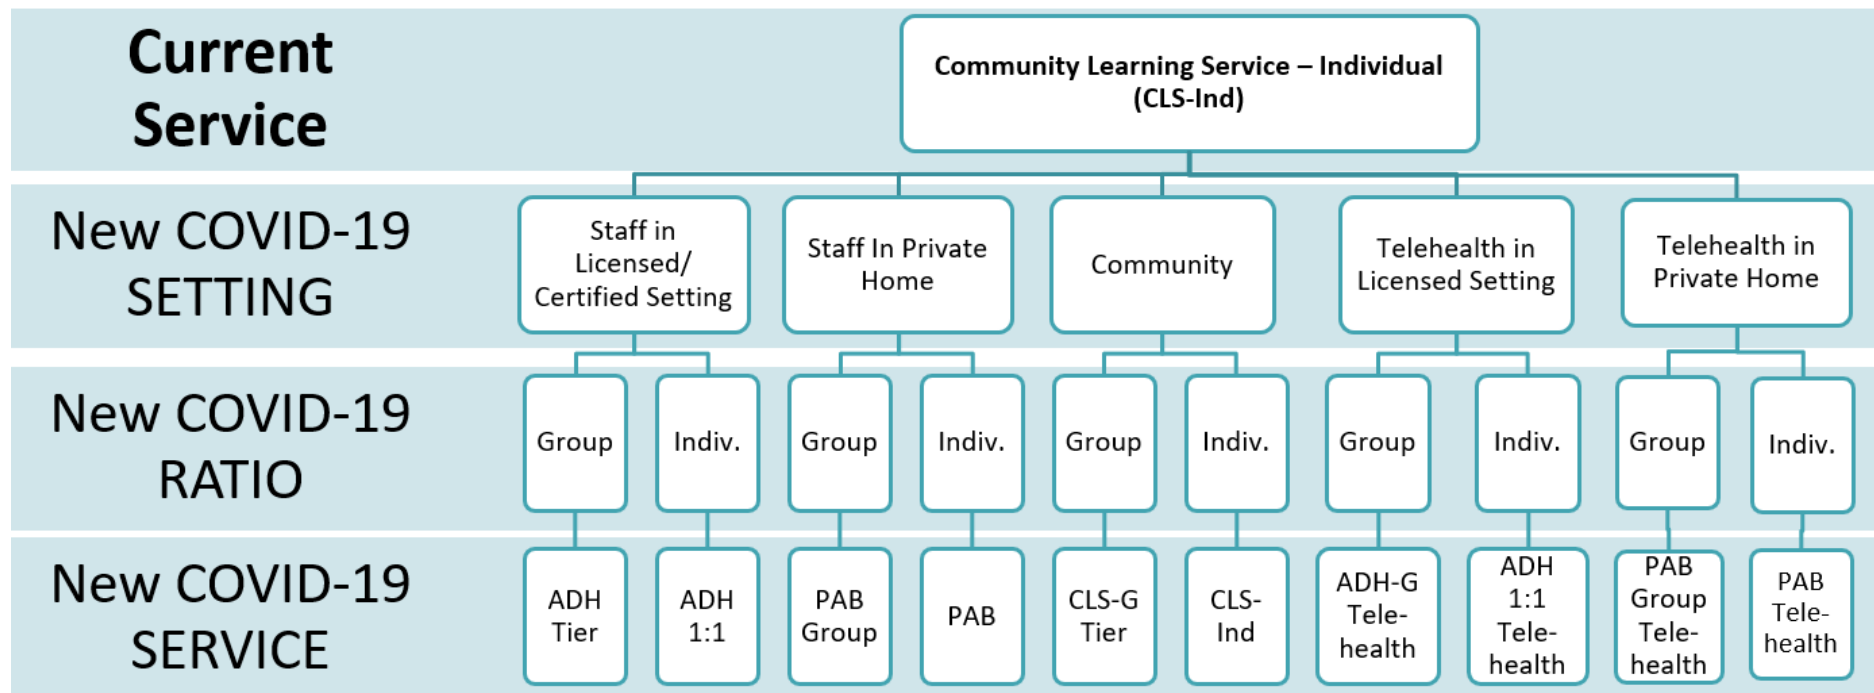 Current
Service
Community Learning Service – Individual
(CLS-Ind)
New COVID-19
SETTING
Staff in
Licensed/
Certified Setting
Staff In Private
Home
Community
Telehealth in
Licensed Setting
Telehealth in
Private Home
New COVID-19
RATIO
Group
Indiv.
Group
Indiv.
Group
Indiv.
Group
Indiv.
Group
Indiv.
New COVID-19
SERVICE
ADH
Tier
ADH
1:1
PAB
Group
PAB
CLS-G
Tier
CLS-
Ind
ADH-G
Tele-
health
ADH
1:1
Tele-
health
PAB
Group
Tele-
health
PAB
Tele-
health